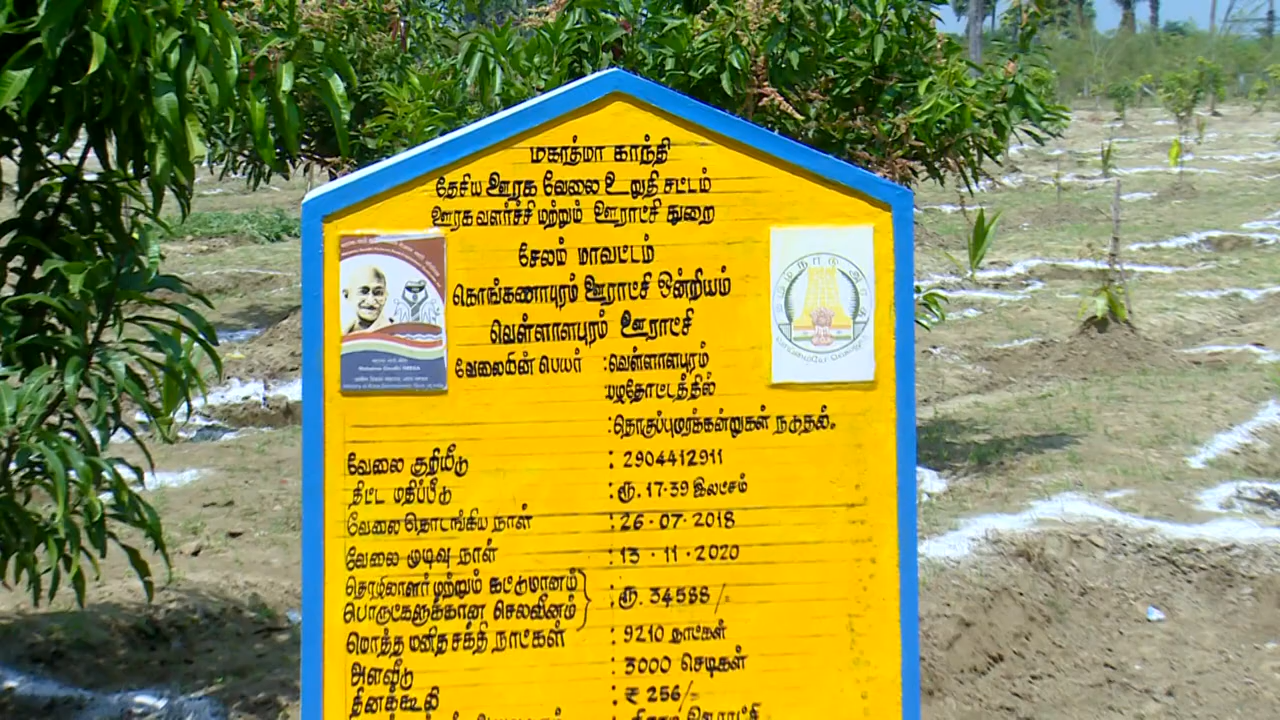 மகாத்மா காந்தி
தேசிய ஊரக வேலை உறுதி சட்டம்
ஊரக வளர்ச்சி மற்றும் ஊராட்சி துறை
சேலம் மாவட்டம்
கொங்கணாபுரம் ஊராட்சி ஒன்றியம்
வெள்ளாளபுரம் ஊராட்சி
வேலையின் பெயர் : வெள்ளாளபுரம்
பழதோட்டத்தில்
: தொகுப்புமரக்கன்றுகள் நடுதல்.
வேலை குறியீடு : 2904412911
திட்ட மதிப்பீடு : ரூ. 17.39 இலட்சம்
வேலை தொடங்கிய நாள் : 26.07.2018
வேலை முடிவு நாள் : 13.11.2020
தொழிலாளர் மற்றும் கட்டுமானம்
பொருட்களுக்கான செலவினம் : ரூ. 34588/-
மொத்த மனித சக்தி நாட்கள் : 9210 நாட்கள்
அளவீடு : 3000 செடிகள்
தினக்கூலி : ₹ 256/-